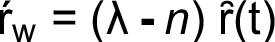 ŕw = (λ - n) r̂(t)